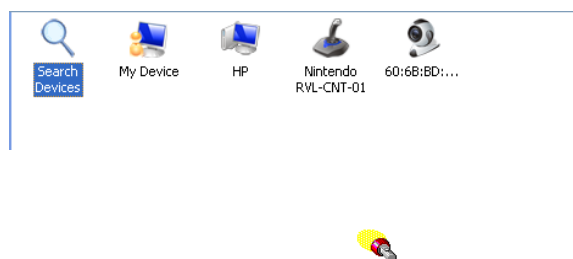 Search Devices
My Device
HP
Nintendo RVL-CNT-01
60:6B:BD:...